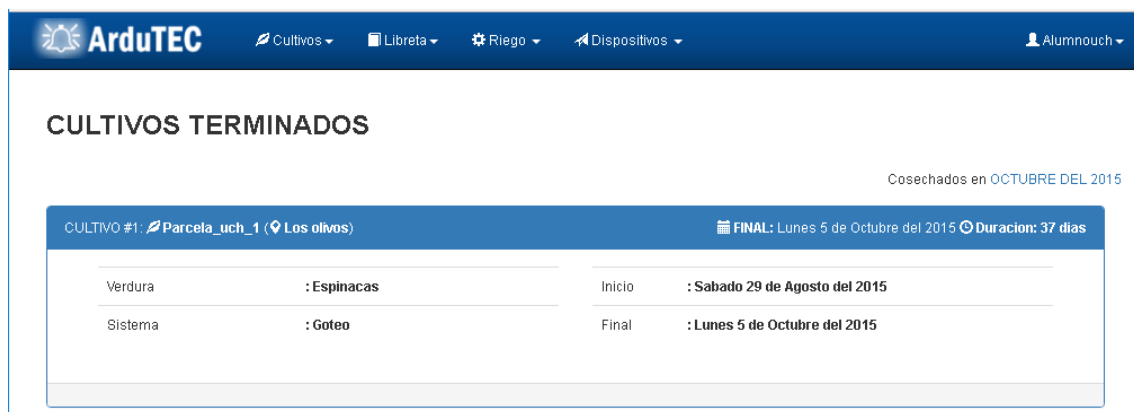 ArduTEC Cultivos Libreta Riego Dispositivos Alumnouch
CULTIVOS TERMINADOS
Cosechados en OCTUBRE DEL 2015
CULTIVO #1: Parcela_uch_1 (Los olivos) FINAL: Lunes 5 de Octubre del 2015 Duracion: 37 dias
Verdura : Espinacas Inicio : Sabado 29 de Agosto del 2015
Sistema : Goteo Final : Lunes 5 de Octubre del 2015